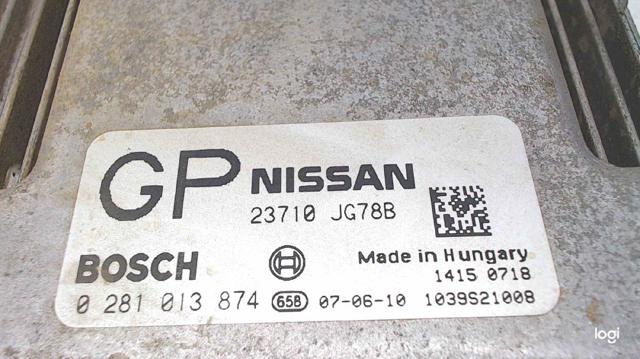 GP NISSAN
23710 JG78B
BOSCH Made in Hungary
1415 0718
0 281 013 874 65B 07-06-10 1039S21008
logi